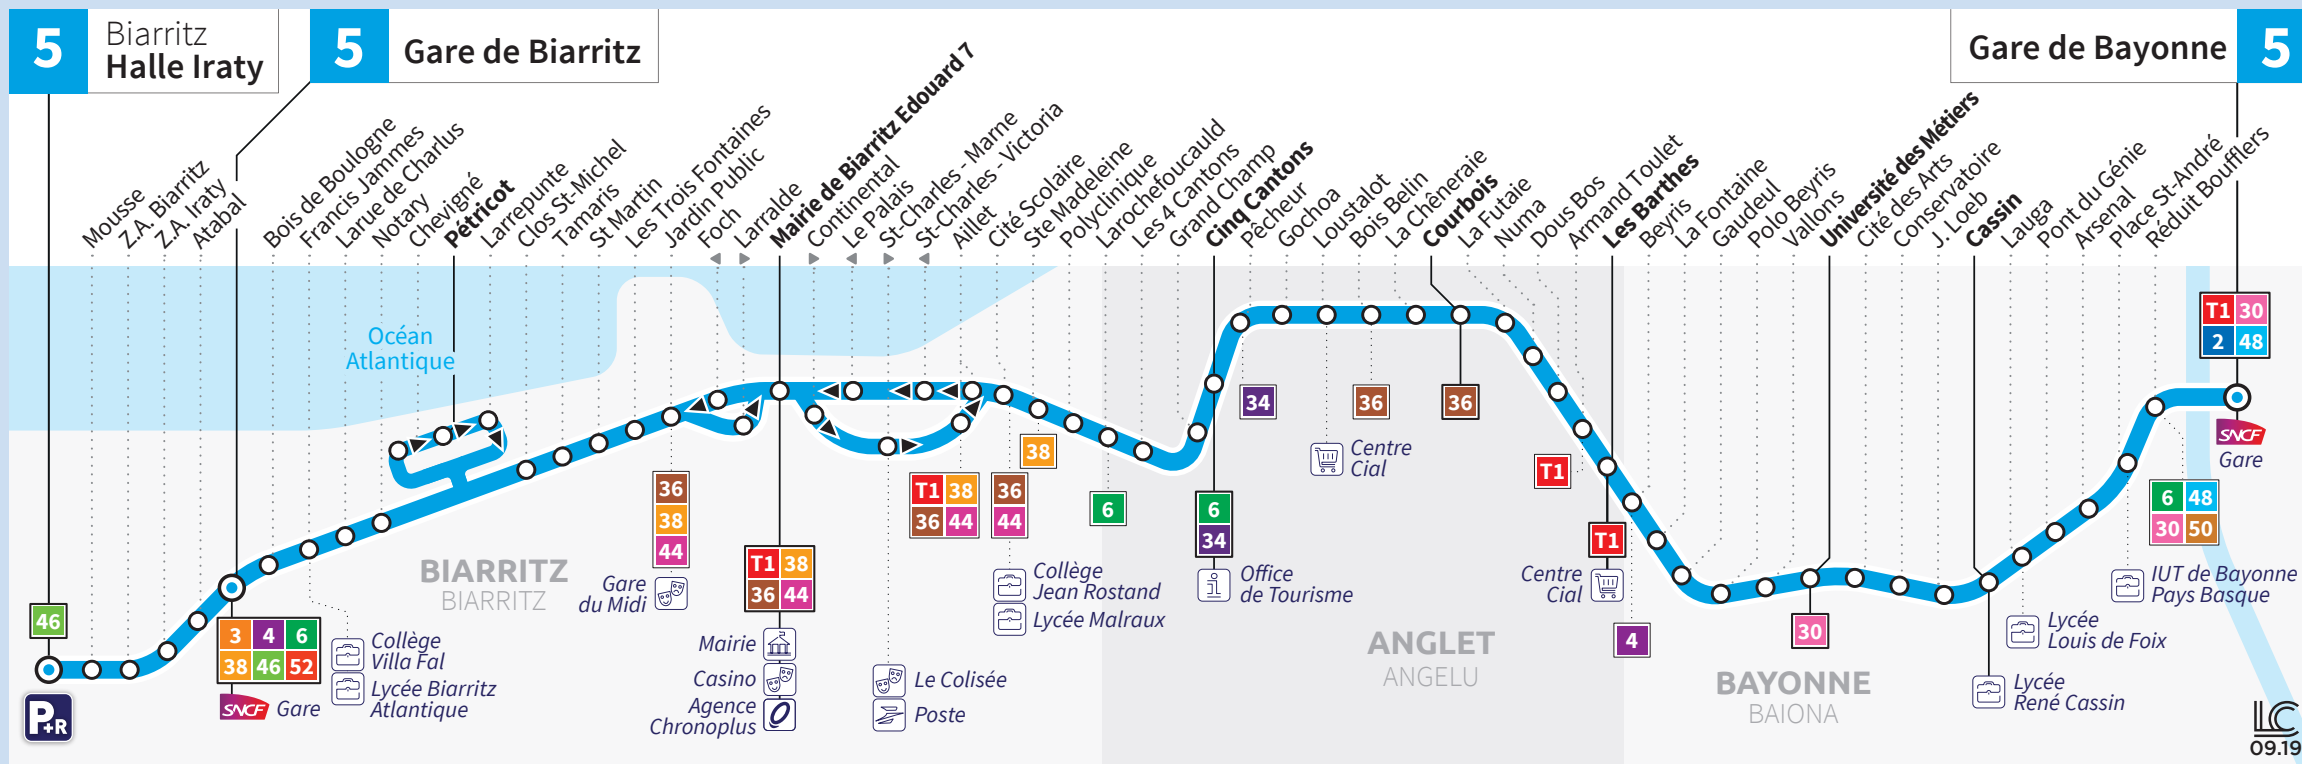 5
Biarritz
Halle Iraty
5
Gare de Biarritz
Gare de Bayonne
5
Mousse
Z.A. Biarritz
Z.A. Iraty
Atabal
Bois de Boulogne
Francis Jammes
Larue de Charlus
Notary
Chevigné
Pétricot
Larrepunte
Clos St-Michel
Tamaris
St Martin
Les Trois Fontaines
Jardin Public
Foch
Larralde
Mairie de Biarritz Edouard 7
Continental
Le Palais
St-Charles - Marne
St-Charles - Victoria
Aillet
Cité Scolaire
Ste Madeleine
Polyclinique
Larochefoucauld
Les 4 Cantons
Grand Champ
Cinq Cantons
Pêcheur
Gochoa
Loustalot
Bois Belin
La Chêneraie
Courbois
La Futaie
Numa
Dous Bos
Armand Toulet
Les Barthes
Beyris
La Fontaine
Gaudeul
Polo Beyris
Vallons
Université des Métiers
Cité des Arts
Conservatoire
J. Loeb
Cassin
Lauga
Pont du Génie
Arsenal
Place St-André
Réduit Boufflers
Océan
Atlantique
46
P+R
3 4 6
38 46 52
SNCF Gare
Collège
Villa Fal
Lycée Biarritz
Atlantique
BIARRITZ
BIARRITZ
36
38
44
Gare
du Midi
T1 38
36 44
Mairie
Casino
Agence
Chronoplus
Le Colisée
Poste
T1 38
36 44
36
44
38
Collège
Jean Rostand
Lycée Malraux
6
6
34
Office
de Tourisme
34
Centre
Cial
36
36
ANGLET
ANGELU
T1
T1
Centre
Cial
4
BAYONNE
BAIONA
30
Lycée
René Cassin
Lycée
Louis de Foix
IUT de Bayonne
Pays Basque
6 48
30 50
T1 30
2 48
SNCF
Gare
LC
09.19